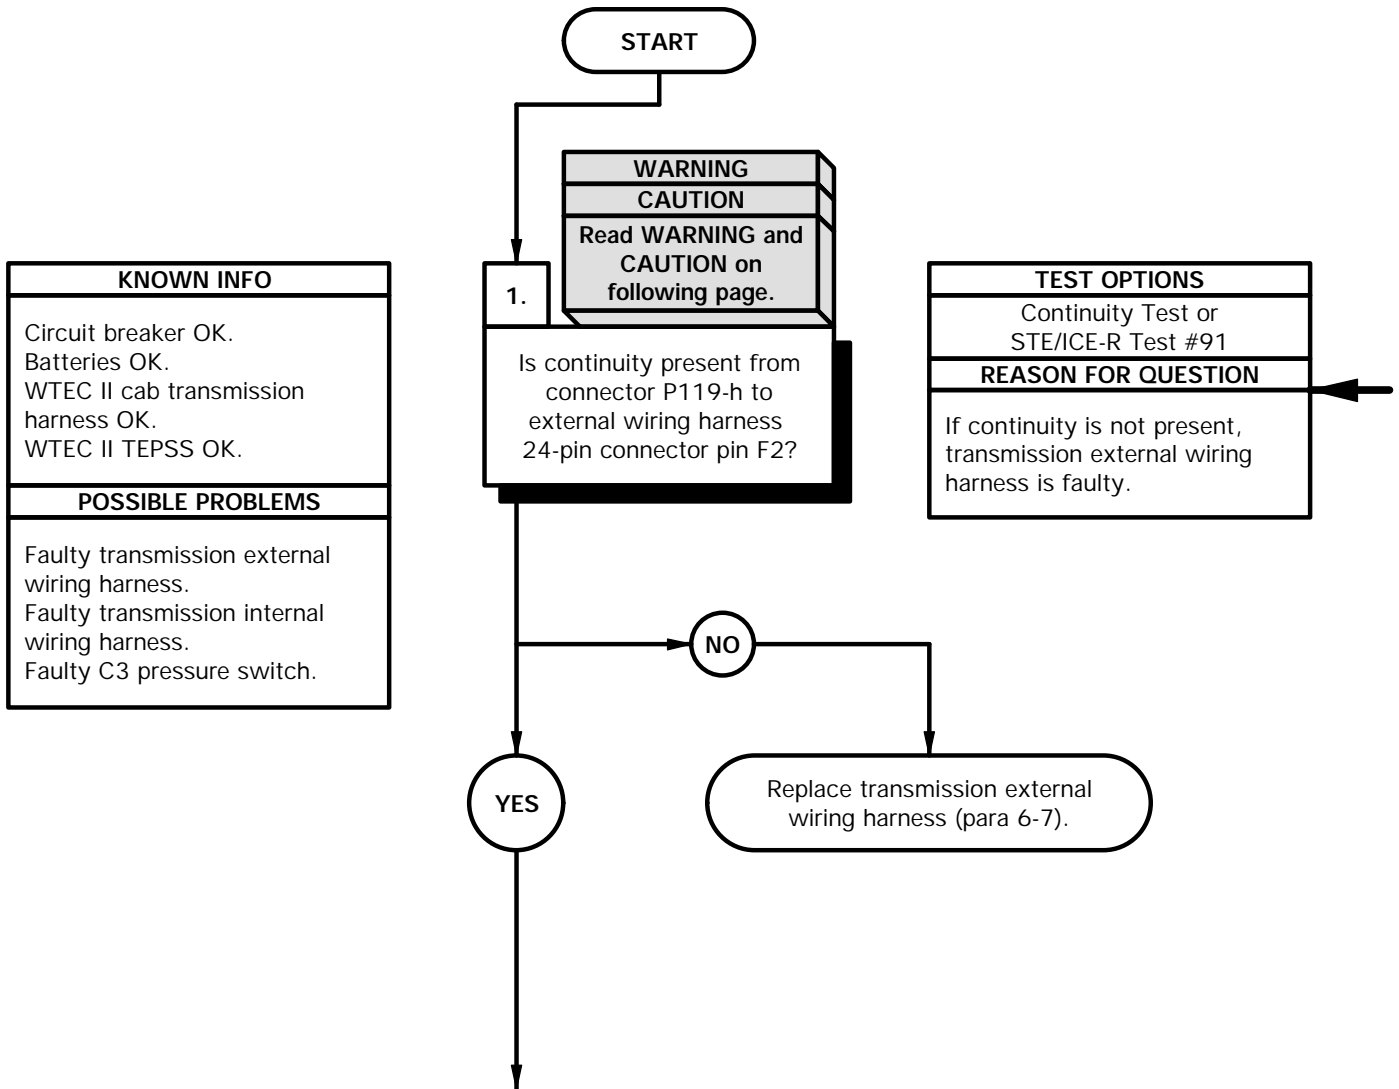 START
WARNING
CAUTION
Read WARNING and
CAUTION on
following page.
KNOWN INFO
Circuit breaker OK.
Batteries OK.
WTEC II cab transmission
harness OK.
WTEC II TEPSS OK.
POSSIBLE PROBLEMS
Faulty transmission external
wiring harness.
Faulty transmission internal
wiring harness.
Faulty C3 pressure switch.
1.
Is continuity present from
connector P119-h to
external wiring harness
24-pin connector pin F2?
TEST OPTIONS
Continuity Test or
STE/ICE-R Test #91
REASON FOR QUESTION
If continuity is not present,
transmission external wiring
harness is faulty.
NO
YES
Replace transmission external
wiring harness (para 6-7).